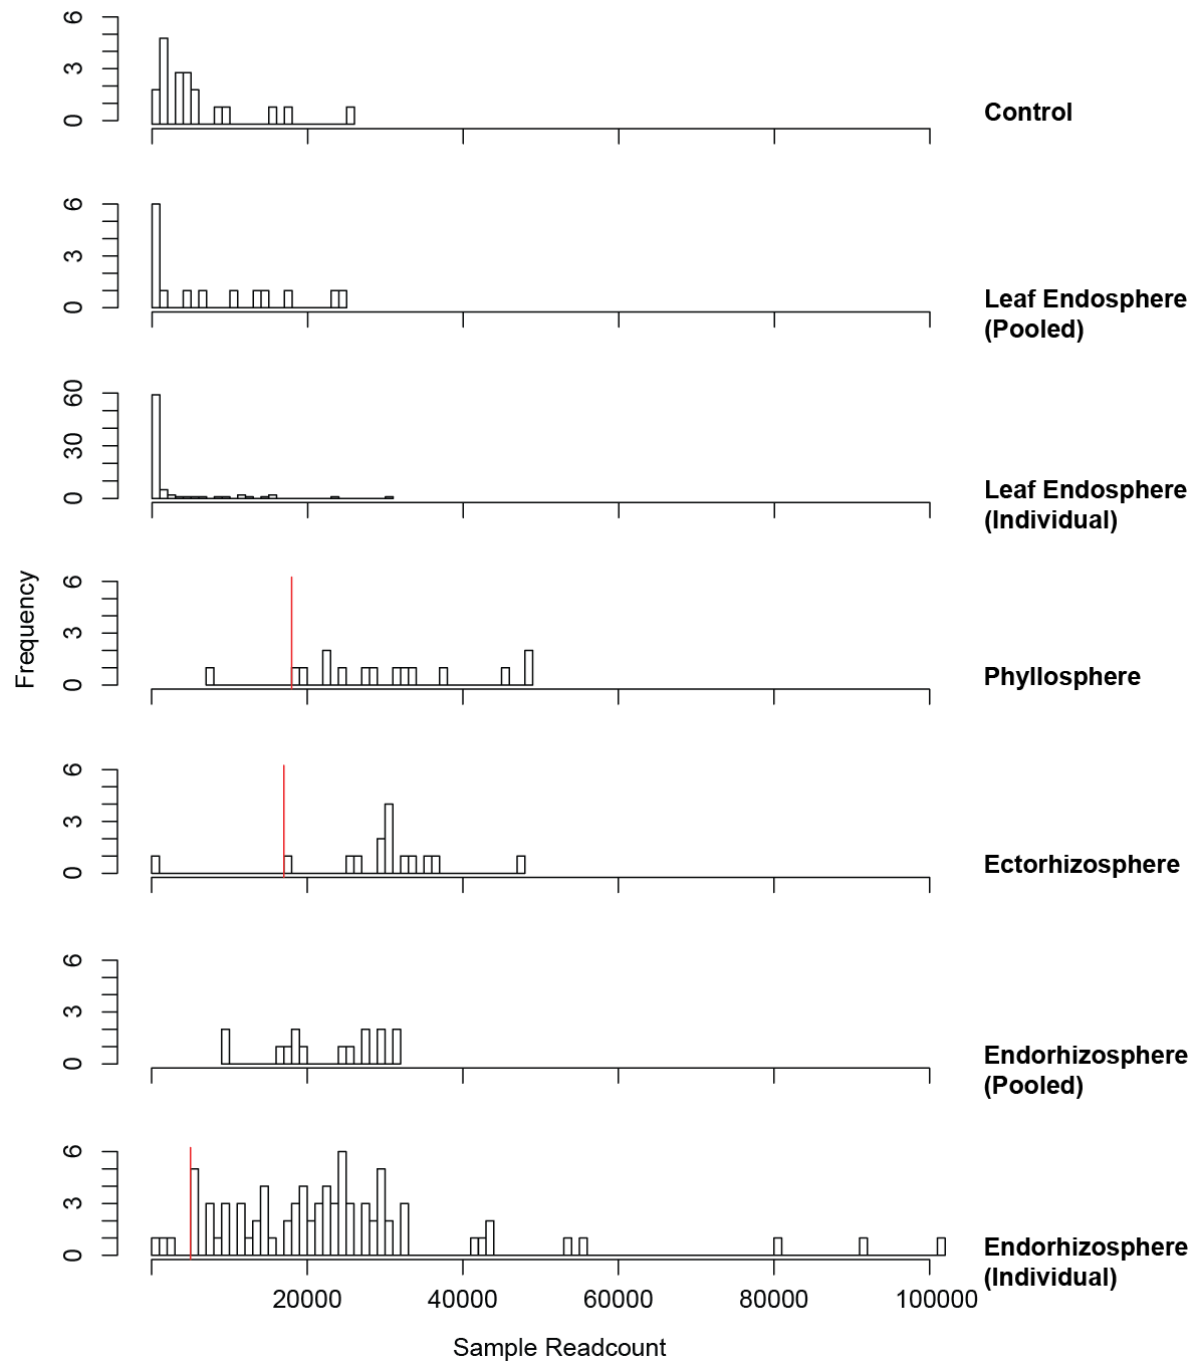 6
3
0
Control
6
3
0
Leaf Endosphere
(Pooled)
60
30
0
Leaf Endosphere
(Individual)
Frequency
6
3
0
Phyllosphere
6
3
0
Ectorhizosphere
6
3
0
Endorhizosphere
(Pooled)
6
3
0
Endorhizosphere
(Individual)
20000 40000 60000 80000 100000
Sample Readcount